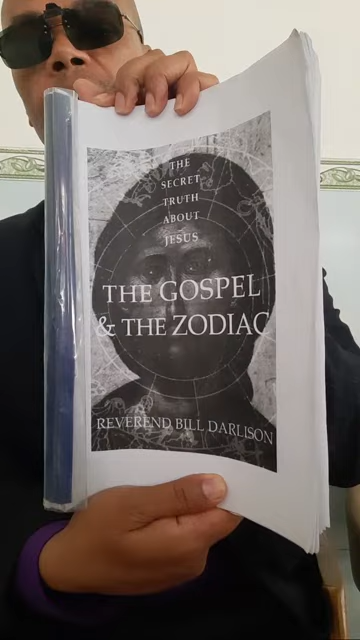 THE
SECRET
TRUTH
ABOUT
JESUS
THE GOSPEL
& THE ZODIAC
REVEREND BILL DARLISON